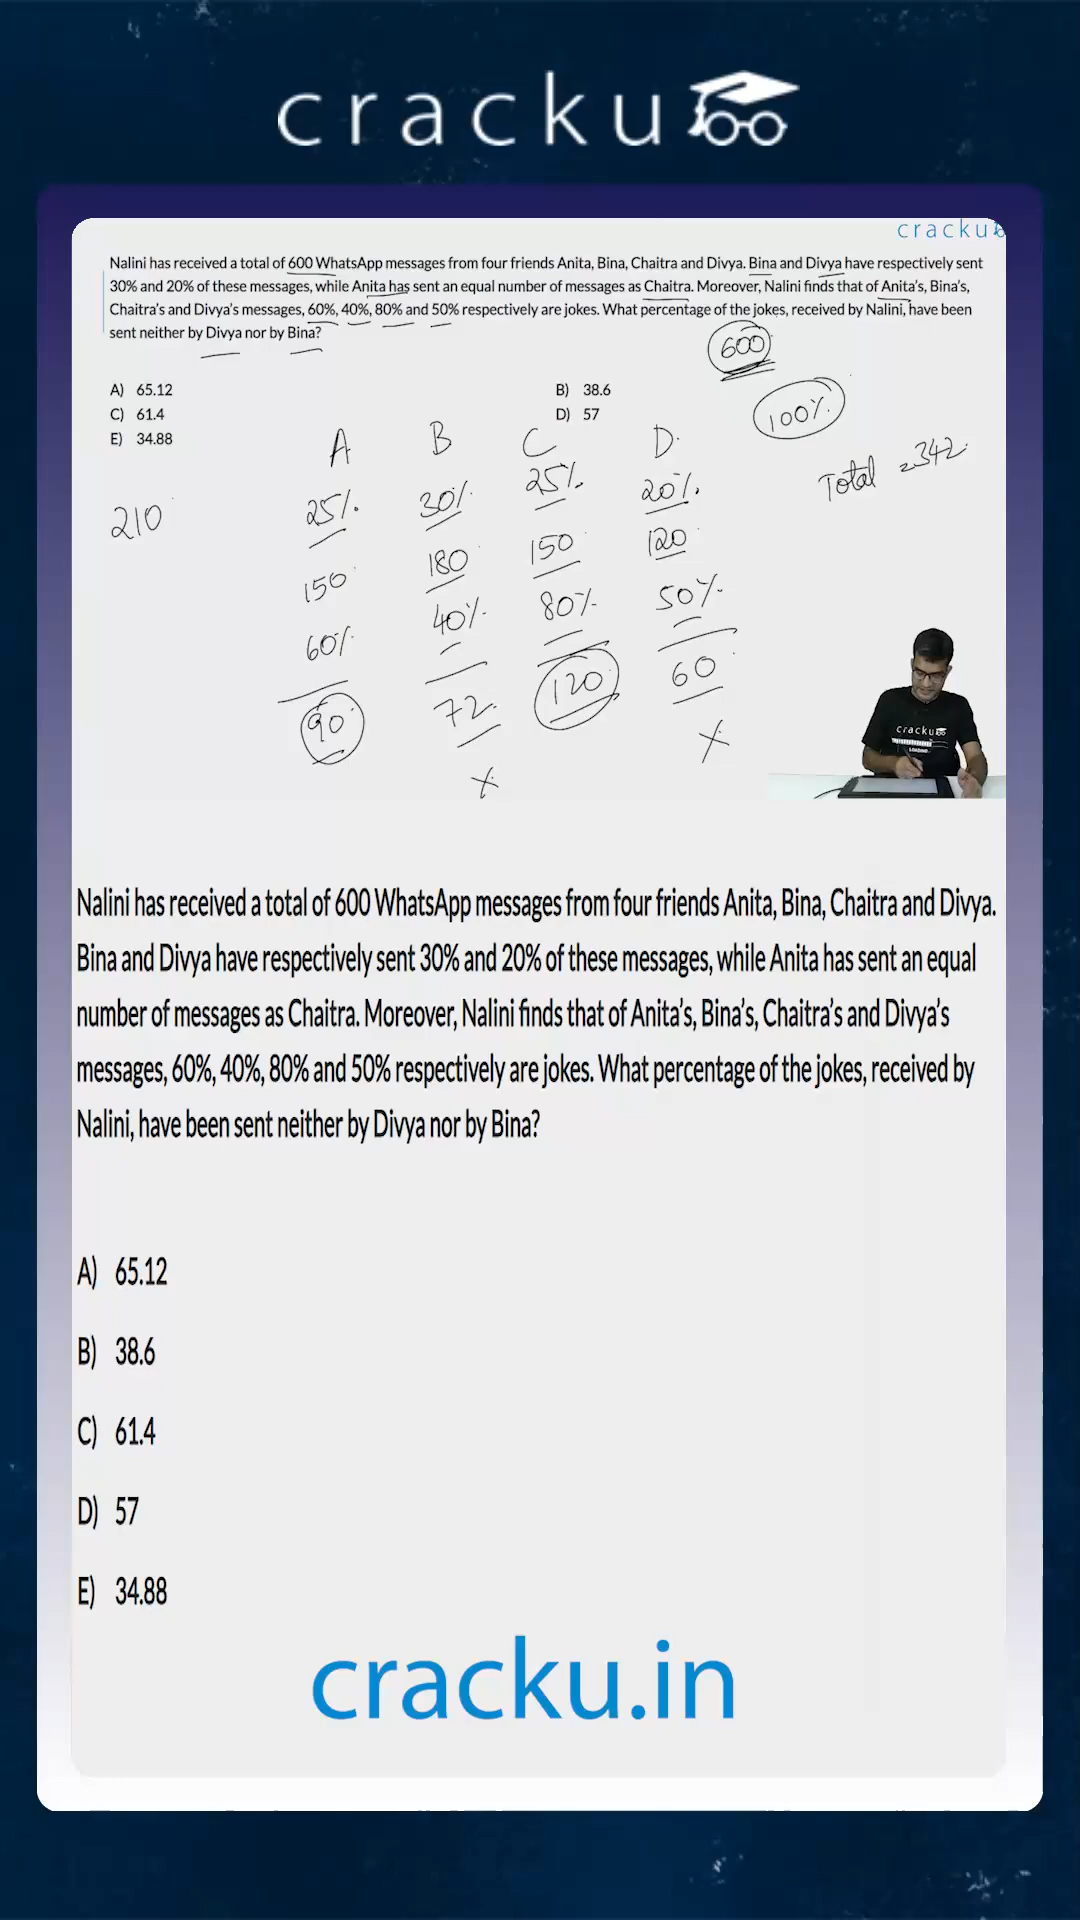 cracku
cracku
Nalini has received a total of 600 WhatsApp messages from four friends Anita, Bina, Chaitra and Divya. Bina and Divya have respectively sent
30% and 20% of these messages, while Anita has sent an equal number of messages as Chaitra. Moreover, Nalini finds that of Anita's, Bina's,
Chaitra's and Divya's messages, 60%, 40%, 80% and 50% respectively are jokes. What percentage of the jokes, received by Nalini, have been
sent neither by Divya nor by Bina?
600
A) 65.12 B) 38.6
C) 61.4 D) 57
100%
E) 34.88
A B C D
Total = 342
25% 30% 25% 20%
210
150 180 150 120
60% 40% 80% 50%
90 72 120 60
x x
cracku
LOADING
Nalini has received a total of 600 WhatsApp messages from four friends Anita, Bina, Chaitra and Divya.
Bina and Divya have respectively sent 30% and 20% of these messages, while Anita has sent an equal
number of messages as Chaitra. Moreover, Nalini finds that of Anita's, Bina's, Chaitra's and Divya's
messages, 60%, 40%, 80% and 50% respectively are jokes. What percentage of the jokes, received by
Nalini, have been sent neither by Divya nor by Bina?
A) 65.12
B) 38.6
C) 61.4
D) 57
E) 34.88
cracku.in